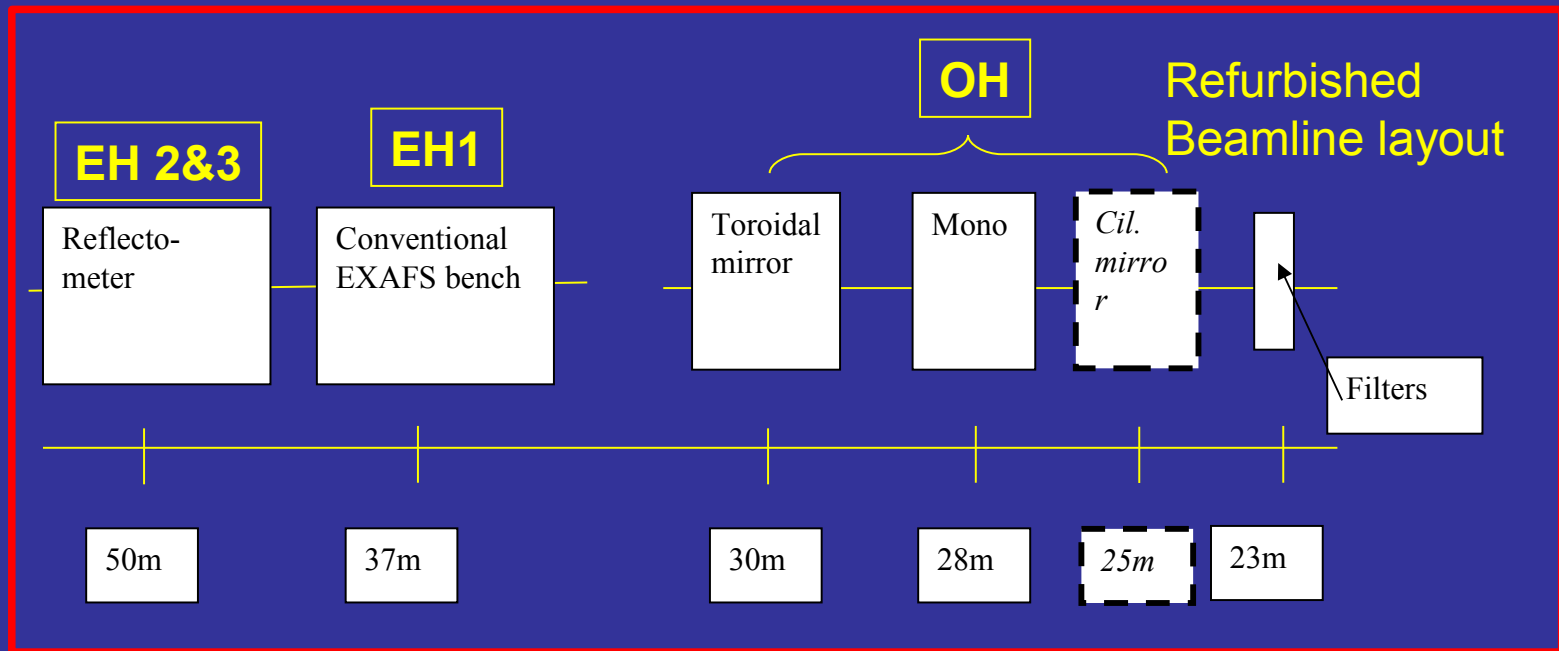 OH
Refurbished
Beamline layout
EH 2&3
EH1
Reflecto-
meter
Conventional
EXAFS bench
Toroidal
mirror
Mono
Cil.
mirro
r
Filters
50m
37m
30m
28m
25m
23m